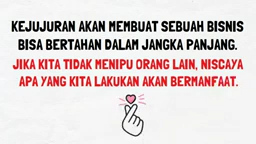 KEJUJURAN AKAN MEMBUAT SEBUAH BISNIS
BISA BERTAHAN DALAM JANGKA PANJANG.
JIKA KITA TIDAK MENIPU ORANG LAIN, NISCAYA
APA YANG KITA LAKUKAN AKAN BERMANFAAT.